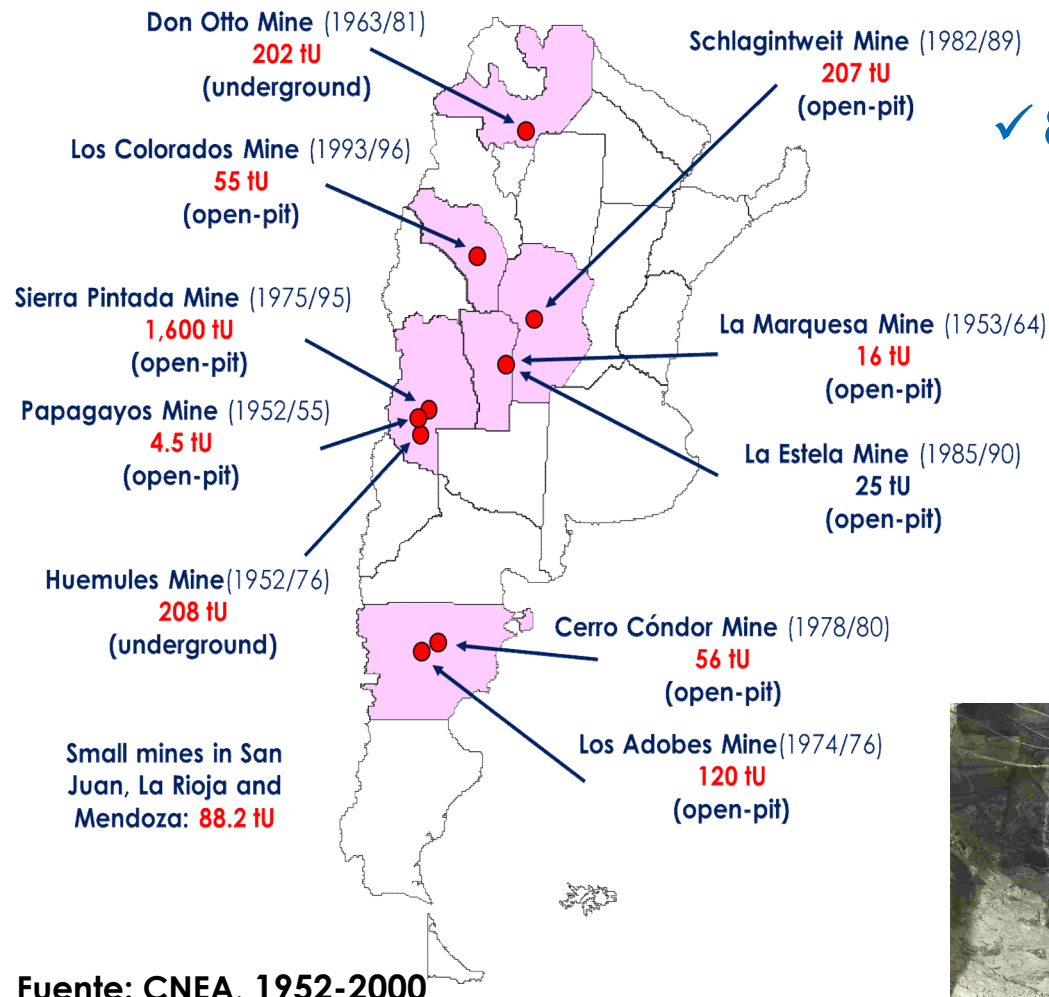 Don Otto Mine (1963/81)
202 tU
(underground)
Schlagintweit Mine (1982/89)
207 tU
(open-pit)
✓ 8
Los Colorados Mine (1993/96)
55 tU
(open-pit)
Sierra Pintada Mine (1975/95)
1,600 tU
(open-pit)
La Marquesa Mine (1953/64)
16 tU
(open-pit)
Papagayos Mine (1952/55)
4.5 tU
(open-pit)
La Estela Mine (1985/90)
25 tU
(open-pit)
Huemules Mine(1952/76)
208 tU
(underground)
Cerro Cóndor Mine (1978/80)
56 tU
(open-pit)
Los Adobes Mine(1974/76)
120 tU
(open-pit)
Small mines in San
Juan, La Rioja and
Mendoza: 88.2 tU
Fuente: CNEA, 1952-2000